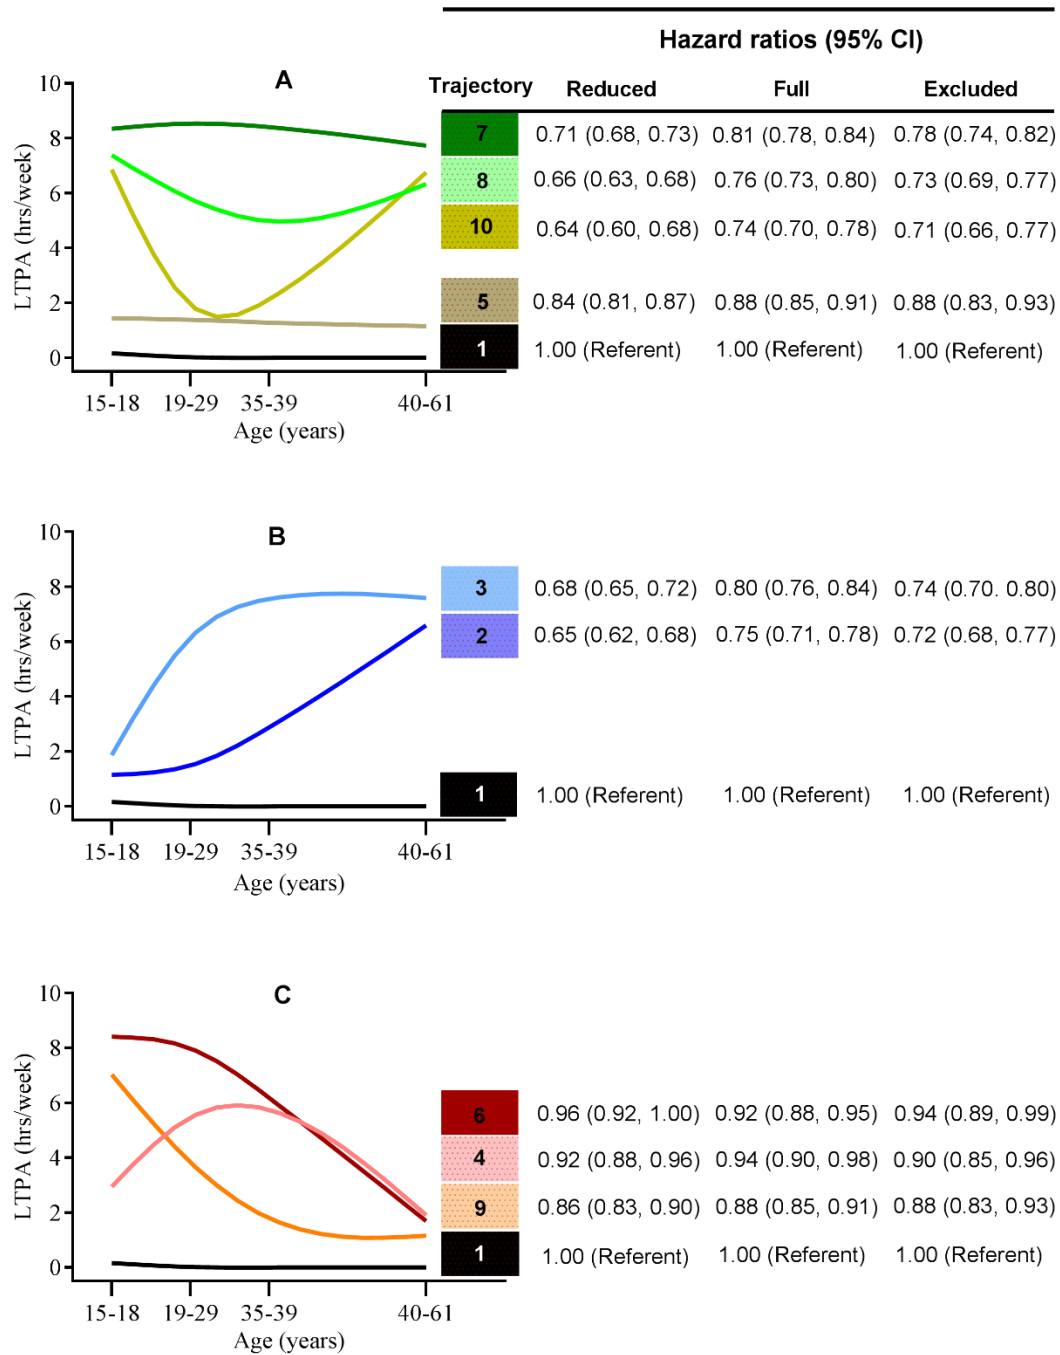 Hazard ratios (95% CI)
Trajectory Reduced Full Excluded
A
LTPA (hrs/week)
10
8
6
4
2
0
15-18 19-29 35-39 40-61
Age (years)
7 0.71 (0.68, 0.73) 0.81 (0.78, 0.84) 0.78 (0.74, 0.82)
8 0.66 (0.63, 0.68) 0.76 (0.73, 0.80) 0.73 (0.69, 0.77)
10 0.64 (0.60, 0.68) 0.74 (0.70, 0.78) 0.71 (0.66, 0.77)
5 0.84 (0.81, 0.87) 0.88 (0.85, 0.91) 0.88 (0.83, 0.93)
1 1.00 (Referent) 1.00 (Referent) 1.00 (Referent)
B
LTPA (hrs/week)
10
8
6
4
2
0
15-18 19-29 35-39 40-61
Age (years)
3 0.68 (0.65, 0.72) 0.80 (0.76, 0.84) 0.74 (0.70. 0.80)
2 0.65 (0.62, 0.68) 0.75 (0.71, 0.78) 0.72 (0.68, 0.77)
1 1.00 (Referent) 1.00 (Referent) 1.00 (Referent)
C
LTPA (hrs/week)
10
8
6
4
2
0
15-18 19-29 35-39 40-61
Age (years)
6 0.96 (0.92, 1.00) 0.92 (0.88, 0.95) 0.94 (0.89, 0.99)
4 0.92 (0.88, 0.96) 0.94 (0.90, 0.98) 0.90 (0.85, 0.96)
9 0.86 (0.83, 0.90) 0.88 (0.85, 0.91) 0.88 (0.83, 0.93)
1 1.00 (Referent) 1.00 (Referent) 1.00 (Referent)